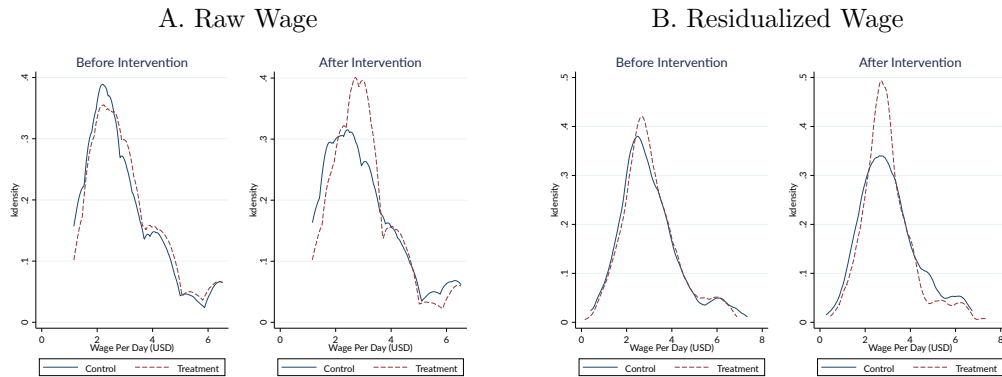 A. Raw Wage
B. Residualized Wage
Before Intervention
kdensity
0 .1 .2 .3 .4
0 2 4 6
Wage Per Day (USD)
Control Treatment
After Intervention
kdensity
0 .1 .2 .3 .4
0 2 4 6
Wage Per Day (USD)
Control Treatment
Before Intervention
kdensity
0 .1 .2 .3 .4 .5
0 2 4 6 8
Wage Per Day (USD)
Control Treatment
After Intervention
kdensity
0 .1 .2 .3 .4 .5
0 2 4 6 8
Wage Per Day (USD)
Control Treatment